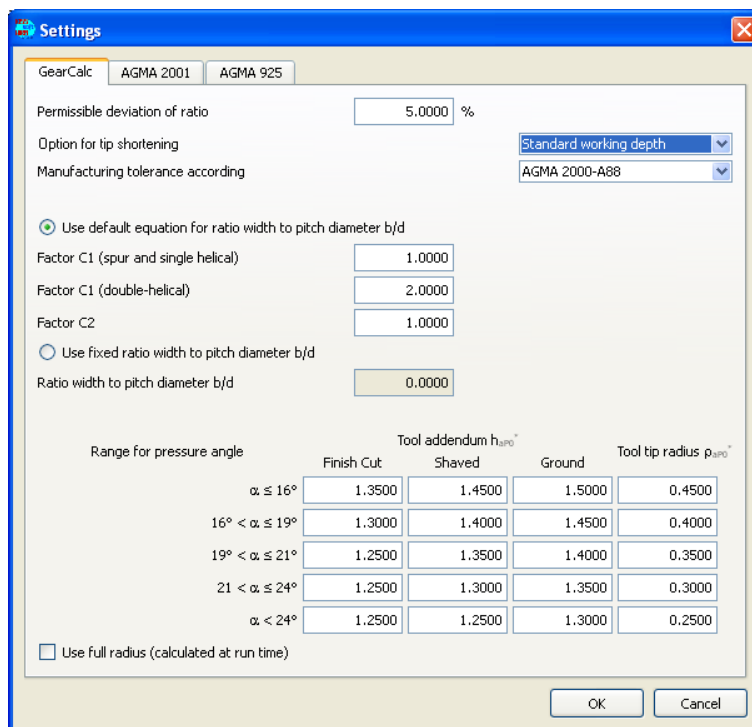 Settings
GearCalc AGMA 2001 AGMA 925
Permissible deviation of ratio 5.0000 %
Option for tip shortening Standard working depth
Manufacturing tolerance according AGMA 2000-A88
Use default equation for ratio width to pitch diameter b/d
Factor C1 (spur and single helical) 1.0000
Factor C1 (double-helical) 2.0000
Factor C2 1.0000
Use fixed ratio width to pitch diameter b/d
Ratio width to pitch diameter b/d 0.0000
Range for pressure angle Tool addendum haP0* Tool tip radius ρaP0*
Finish Cut Shaved Ground
α ≤ 16° 1.3500 1.4500 1.5000 0.4500
16° < α ≤ 19° 1.3000 1.4000 1.4500 0.4000
19° < α ≤ 21° 1.2500 1.3500 1.4000 0.3500
21 < α ≤ 24° 1.2500 1.3000 1.3500 0.3000
α < 24° 1.2500 1.2500 1.3000 0.2500
Use full radius (calculated at run time)
OK Cancel